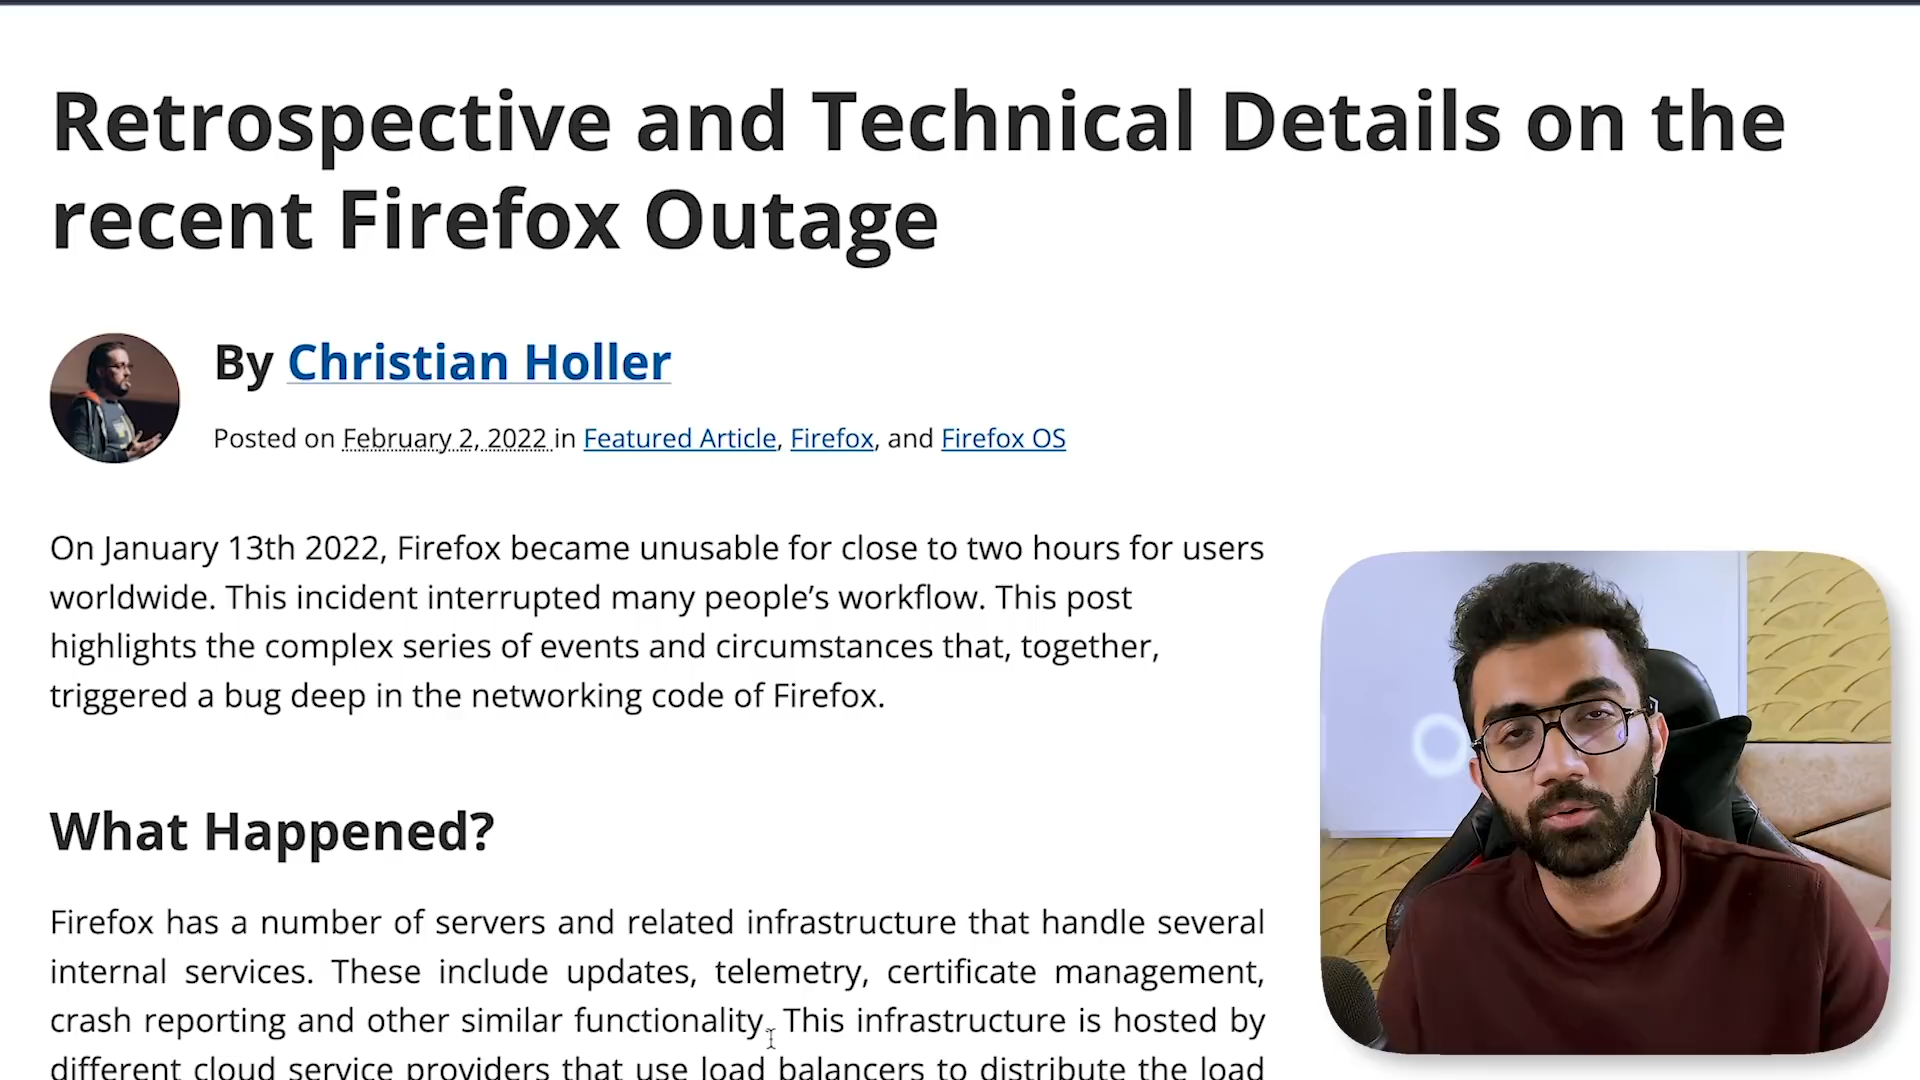 Retrospective and Technical Details on the
recent Firefox Outage
By Christian Holler
Posted on February 2, 2022 in Featured Article, Firefox, and Firefox OS
On January 13th 2022, Firefox became unusable for close to two hours for users
worldwide. This incident interrupted many people’s workflow. This post
highlights the complex series of events and circumstances that, together,
triggered a bug deep in the networking code of Firefox.
What Happened?
Firefox has a number of servers and related infrastructure that handle several
internal services. These include updates, telemetry, certificate management,
crash reporting and other similar functionality. This infrastructure is hosted by
different cloud service providers that use load balancers to distribute the load